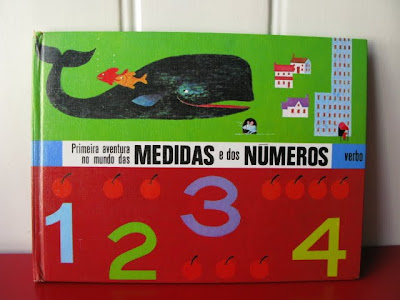 Primeira aventura
no mundo das
MEDIDAS e dos NÚMEROS
verbo
1
2
3
4